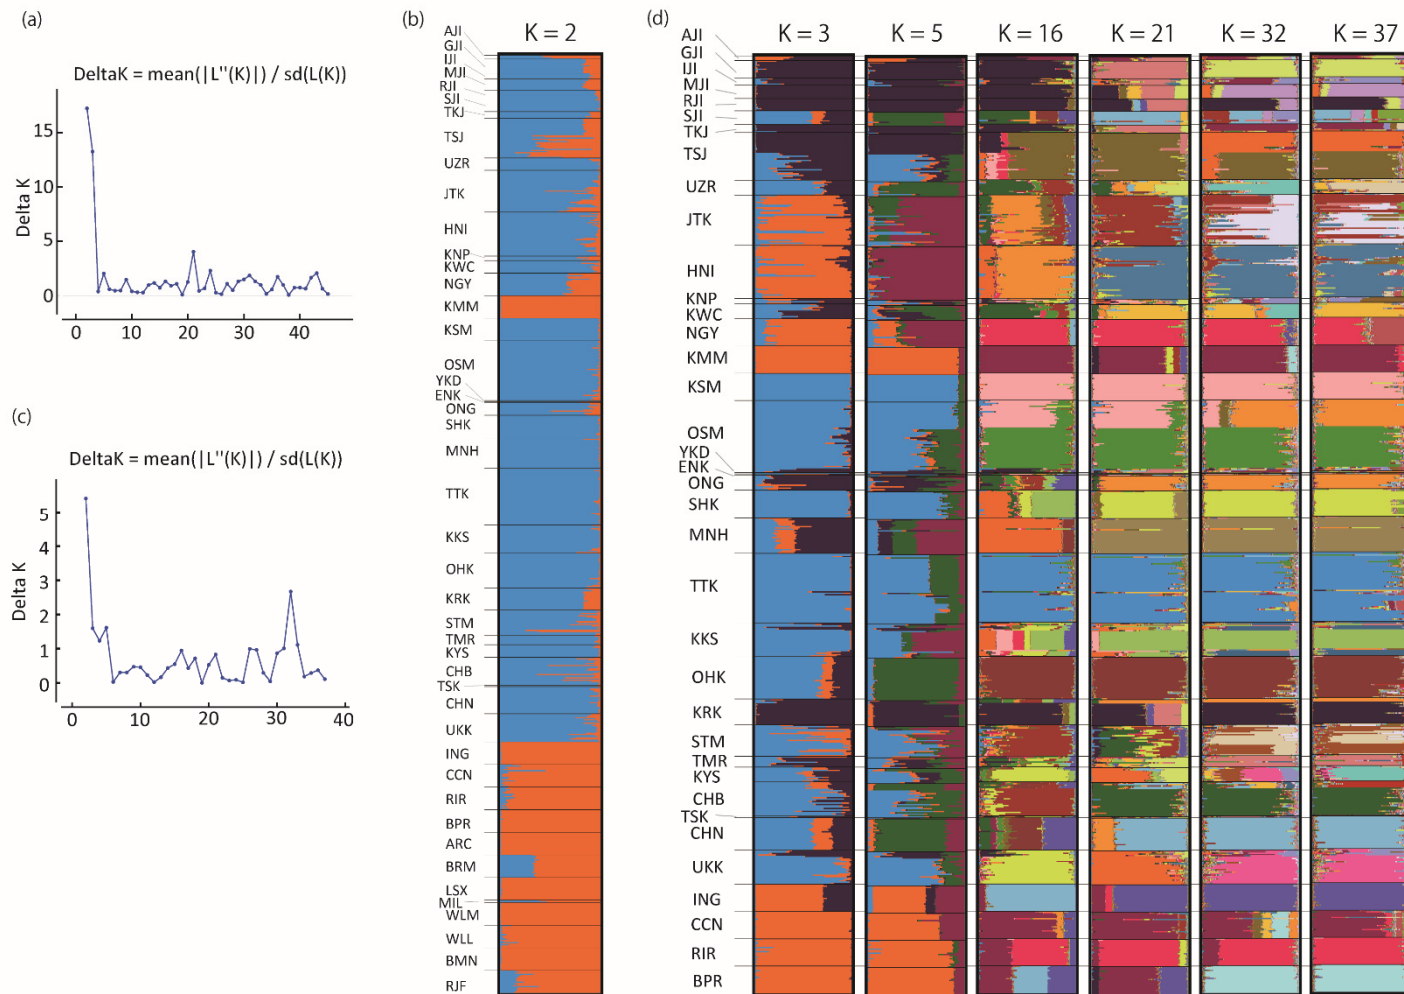 (a)
DeltaK = mean(|L"(K)|) / sd(L(K))
Delta K
15
10
5
0
0 10 20 30 40
(c)
DeltaK = mean(|L"(K)|) / sd(L(K))
Delta K
5
4
3
2
1
0
0 10 20 30 40
(b)
K = 2
AJI
GJI
IJI
MJI
RJI
SJI
TKJ
TSJ
UZR
JTK
HNI
KNP
KWC
NGY
KMM
KSM
OSM
YKD
ENK
ONG
SHK
MNH
TTK
KKS
OHK
KRK
STM
TMR
KYS
CHB
TSK
CHN
UKK
ING
CCN
RIR
BPR
ARC
BRM
LSX
MIL
WLM
WLL
BMN
RJF
(d)
K = 3 K = 5 K = 16 K = 21 K = 32 K = 37
AJI
GJI
IJI
MJI
RJI
SJI
TKJ
TSJ
UZR
JTK
HNI
KNP
KWC
NGY
KMM
KSM
OSM
YKD
ENK
ONG
SHK
MNH
TTK
KKS
OHK
KRK
STM
TMR
KYS
CHB
TSK
CHN
UKK
ING
CCN
RIR
BPR